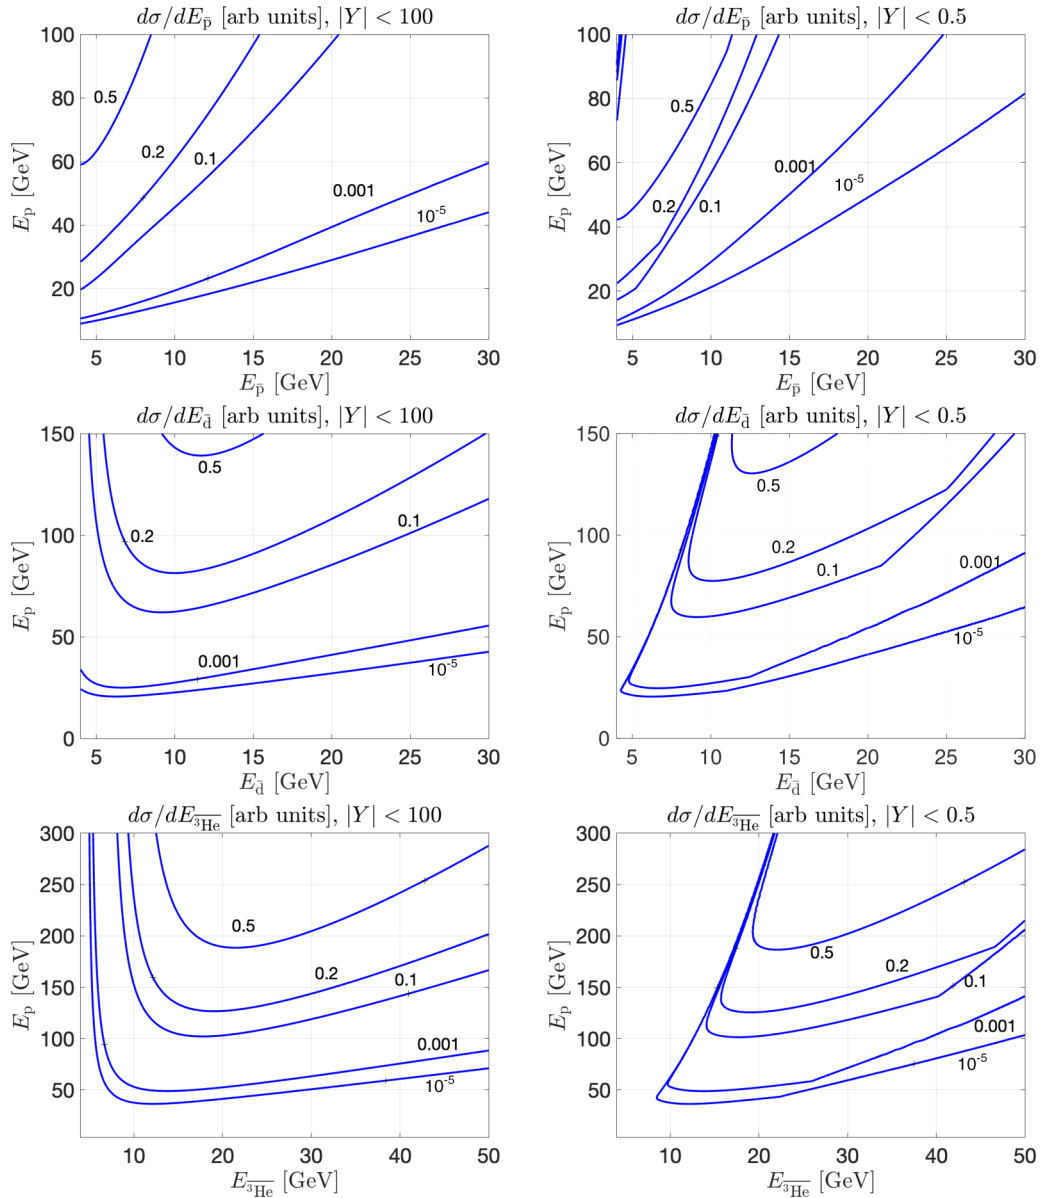 dσ/dE_p̄ [arb units], |Y| < 100
100
80
60
40
20
0.5
0.2
0.1
0.001
10⁻⁵
5 10 15 20 25 30
E_p [GeV]
E_p̄ [GeV]
dσ/dE_p̄ [arb units], |Y| < 0.5
100
80
60
40
20
0.5
0.2
0.1
0.001
10⁻⁵
5 10 15 20 25 30
E_p [GeV]
E_p̄ [GeV]
dσ/dE_d̄ [arb units], |Y| < 100
150
100
50
0
0.5
0.2
0.1
0.001
10⁻⁵
5 10 15 20 25 30
E_p [GeV]
E_d̄ [GeV]
dσ/dE_d̄ [arb units], |Y| < 0.5
150
100
50
0
0.5
0.2
0.1
0.001
10⁻⁵
5 10 15 20 25 30
E_p [GeV]
E_d̄ [GeV]
dσ/dE_³H̅e̅ [arb units], |Y| < 100
300
250
200
150
100
50
0.5
0.2
0.1
0.001
10⁻⁵
10 20 30 40 50
E_p [GeV]
E_³H̅e̅ [GeV]
dσ/dE_³H̅e̅ [arb units], |Y| < 0.5
300
250
200
150
100
50
0.5
0.2
0.1
0.001
10⁻⁵
10 20 30 40 50
E_p [GeV]
E_³H̅e̅ [GeV]